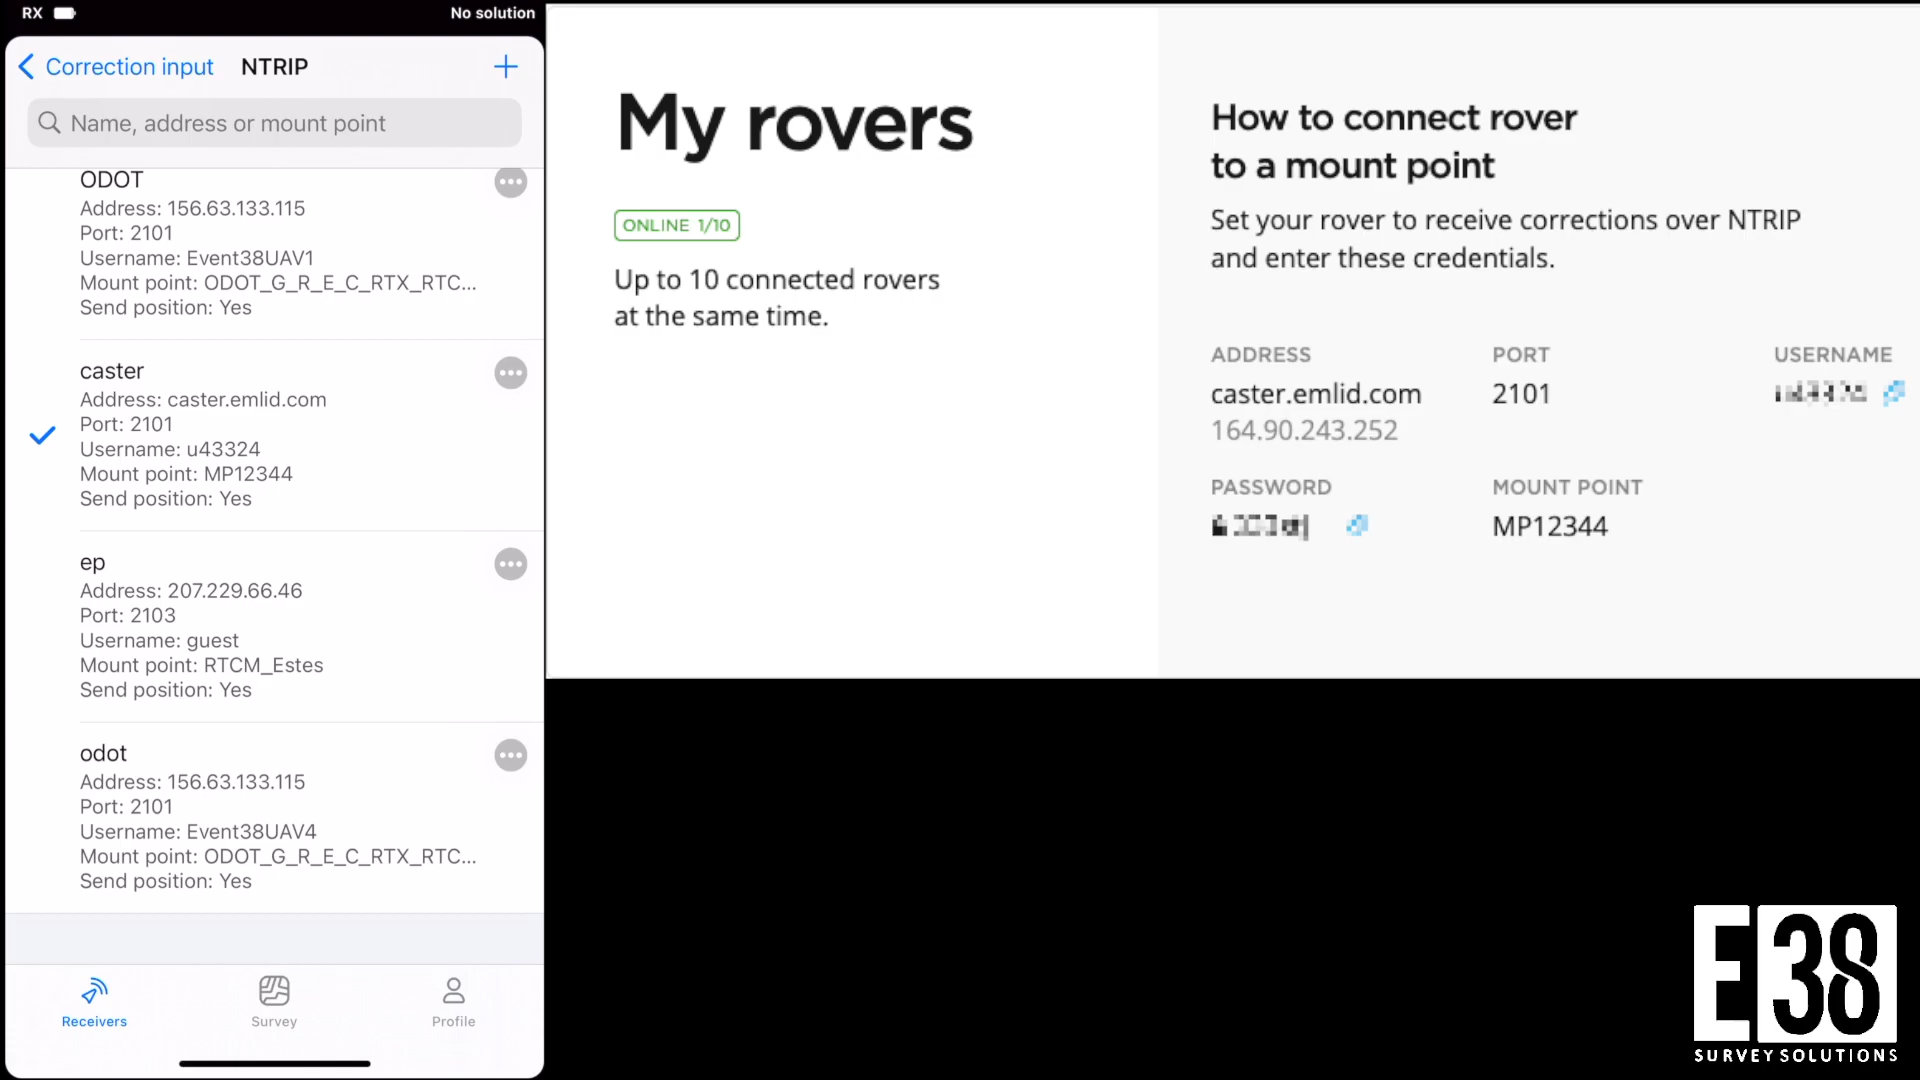 RX
No solution
Correction input
NTRIP
Name, address or mount point
ODOT
Address: 156.63.133.115
Port: 2101
Username: Event38UAV1
Mount point: ODOT_G_R_E_C_RTX_RTC...
Send position: Yes
caster
Address: caster.emlid.com
Port: 2101
Username: u43324
Mount point: MP12344
Send position: Yes
ep
Address: 207.229.66.46
Port: 2103
Username: guest
Mount point: RTCM_Estes
Send position: Yes
odot
Address: 156.63.133.115
Port: 2101
Username: Event38UAV4
Mount point: ODOT_G_R_E_C_RTX_RTC...
Send position: Yes
Receivers
Survey
Profile
My rovers
ONLINE 1/10
Up to 10 connected rovers
at the same time.
How to connect rover
to a mount point
Set your rover to receive corrections over NTRIP
and enter these credentials.
ADDRESS
PORT
USERNAME
caster.emlid.com
2101
164.90.243.252
PASSWORD
MOUNT POINT
MP12344
E38
SURVEY SOLUTIONS